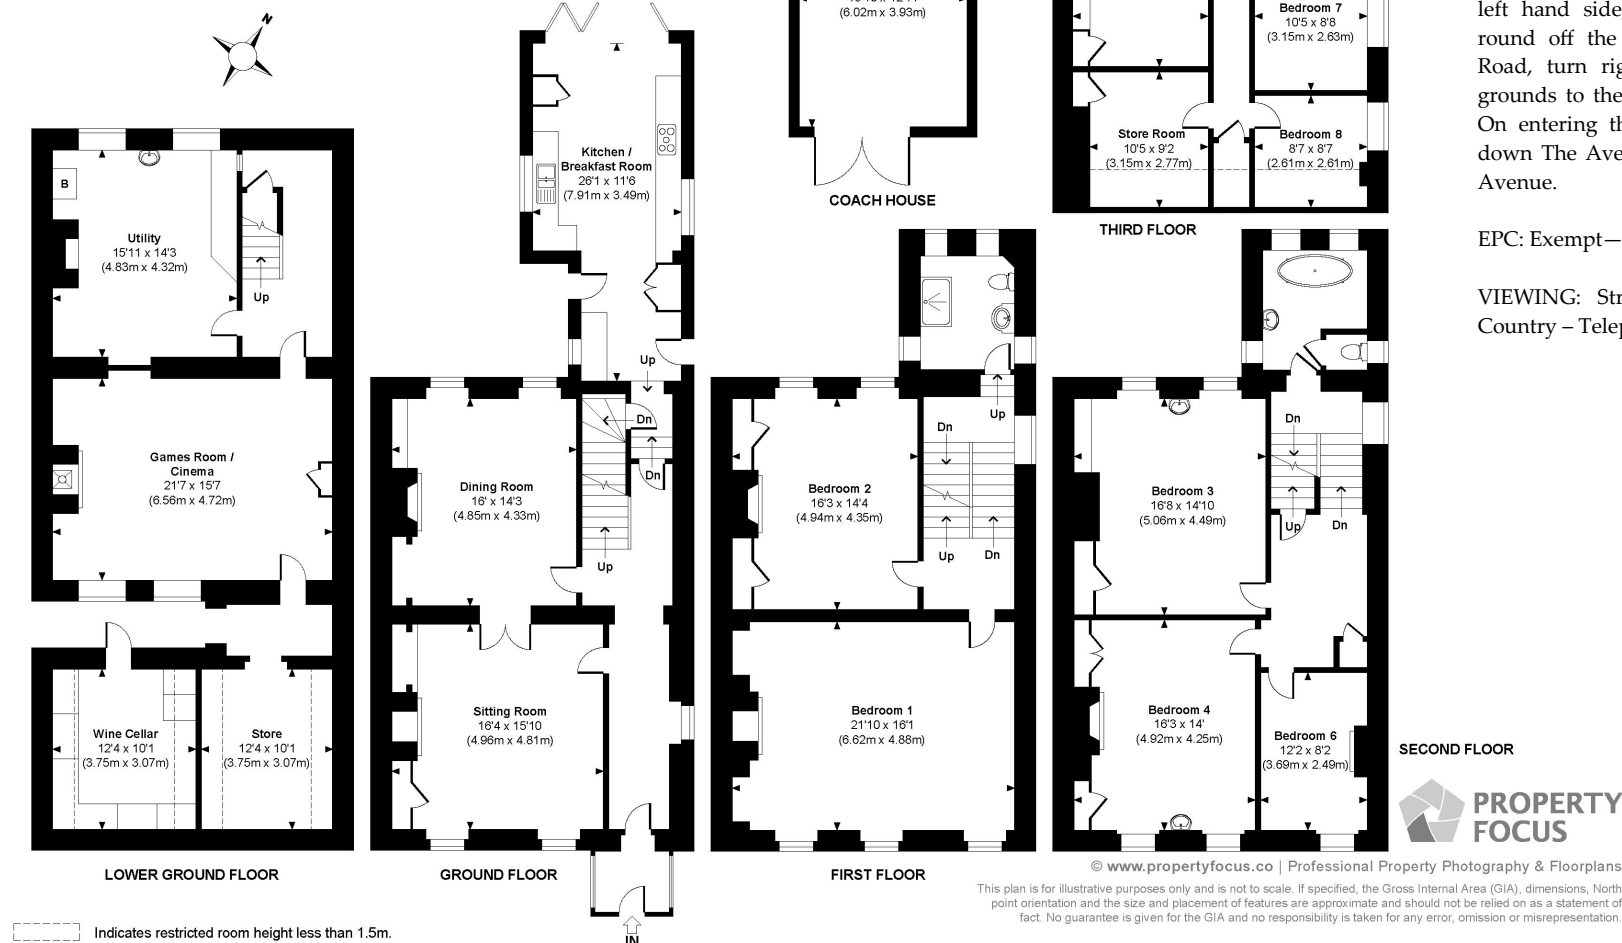 N
B
Utility
15'11 x 14'3
(4.83m x 4.32m)
Up
Games Room /
Cinema
21'7 x 15'7
(6.56m x 4.72m)
Wine Cellar
12'4 x 10'1
(3.75m x 3.07m)
Store
12'4 x 10'1
(3.75m x 3.07m)
LOWER GROUND FLOOR
Indicates restricted room height less than 1.5m.
Kitchen /
Breakfast Room
26'1 x 11'6
(7.91m x 3.49m)
Up
Dn
Dn
Dining Room
16' x 14'3
(4.85m x 4.33m)
Up
Sitting Room
16'4 x 15'10
(4.96m x 4.81m)
GROUND FLOOR
IN
(6.02m x 3.93m)
COACH HOUSE
Up
Dn
Bedroom 2
16'3 x 14'4
(4.94m x 4.35m)
Up
Dn
Bedroom 1
21'10 x 16'1
(6.62m x 4.88m)
FIRST FLOOR
Bedroom 7
10'5 x 8'8
(3.15m x 2.63m)
Store Room
10'5 x 9'2
(3.15m x 2.77m)
Bedroom 8
8'7 x 8'7
(2.61m x 2.61m)
THIRD FLOOR
Dn
Bedroom 3
16'8 x 14'10
(5.06m x 4.49m)
Up
Dn
Bedroom 4
16'3 x 14'
(4.92m x 4.25m)
Bedroom 6
12'2 x 8'2
(3.69m x 2.49m)
SECOND FLOOR
left hand side,
round off the
Road, turn rig
grounds to the
On entering th
down The Ave
Avenue.
EPC: Exempt—
VIEWING: Str
Country – Telep
PROPERTY
FOCUS
© www.propertyfocus.co | Professional Property Photography & Floorplans
This plan is for illustrative purposes only and is not to scale. If specified, the Gross Internal Area (GIA), dimensions, North
point orientation and the size and placement of features are approximate and should not be relied on as a statement of
fact. No guarantee is given for the GIA and no responsibility is taken for any error, omission or misrepresentation.